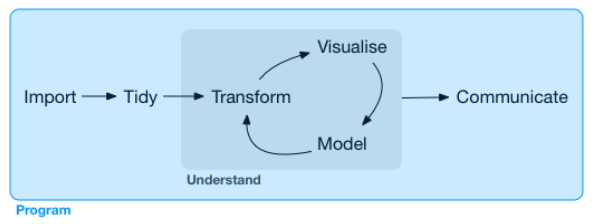 Visualise
Import
Tidy
Transform
Communicate
Model
Understand
Program